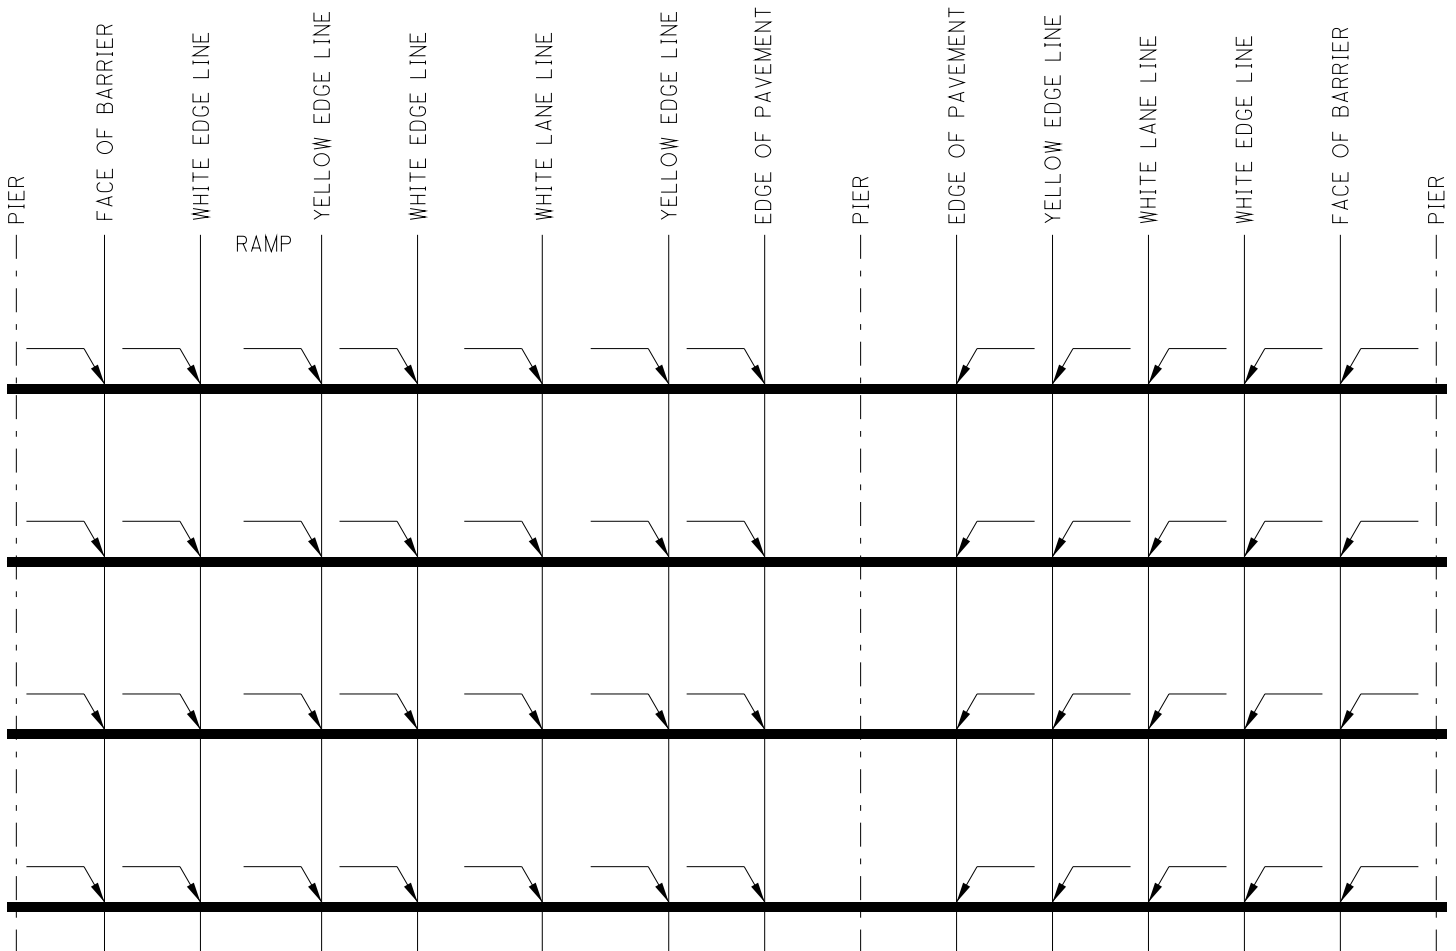 PIER
FACE OF BARRIER
WHITE EDGE LINE
YELLOW EDGE LINE
WHITE EDGE LINE
WHITE LANE LINE
YELLOW EDGE LINE
EDGE OF PAVEMENT
PIER
EDGE OF PAVEMENT
YELLOW EDGE LINE
WHITE LANE LINE
WHITE EDGE LINE
FACE OF BARRIER
PIER
RAMP